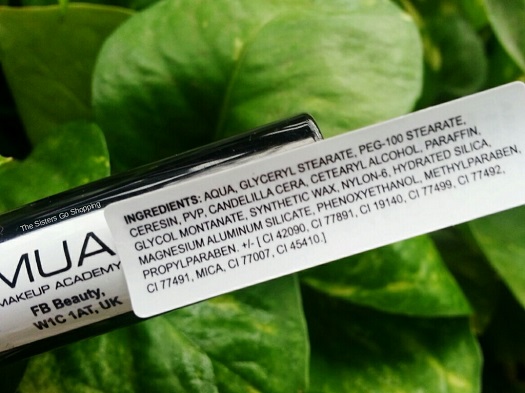 The Sisters Go Shopping
MUA
MAKEUP ACADEMY
FB Beauty,
W1C 1AT, UK
INGREDIENTS: AQUA, GLYCERYL STEARATE, PEG-100 STEARATE,
CERESIN, PVP, CANDELILLA CERA, CETEARYL ALCOHOL, PARAFFIN,
GLYCOL MONTANATE, SYNTHETIC WAX, NYLON-6, HYDRATED SILICA,
MAGNESIUM ALUMINUM SILICATE, PHENOXYETHANOL, METHYLPARABEN,
PROPYLPARABEN. +/- [ CI 42090, CI 77891, CI 19140, CI 77499, CI 77492,
CI 77491, MICA, CI 77007, CI 45410.]